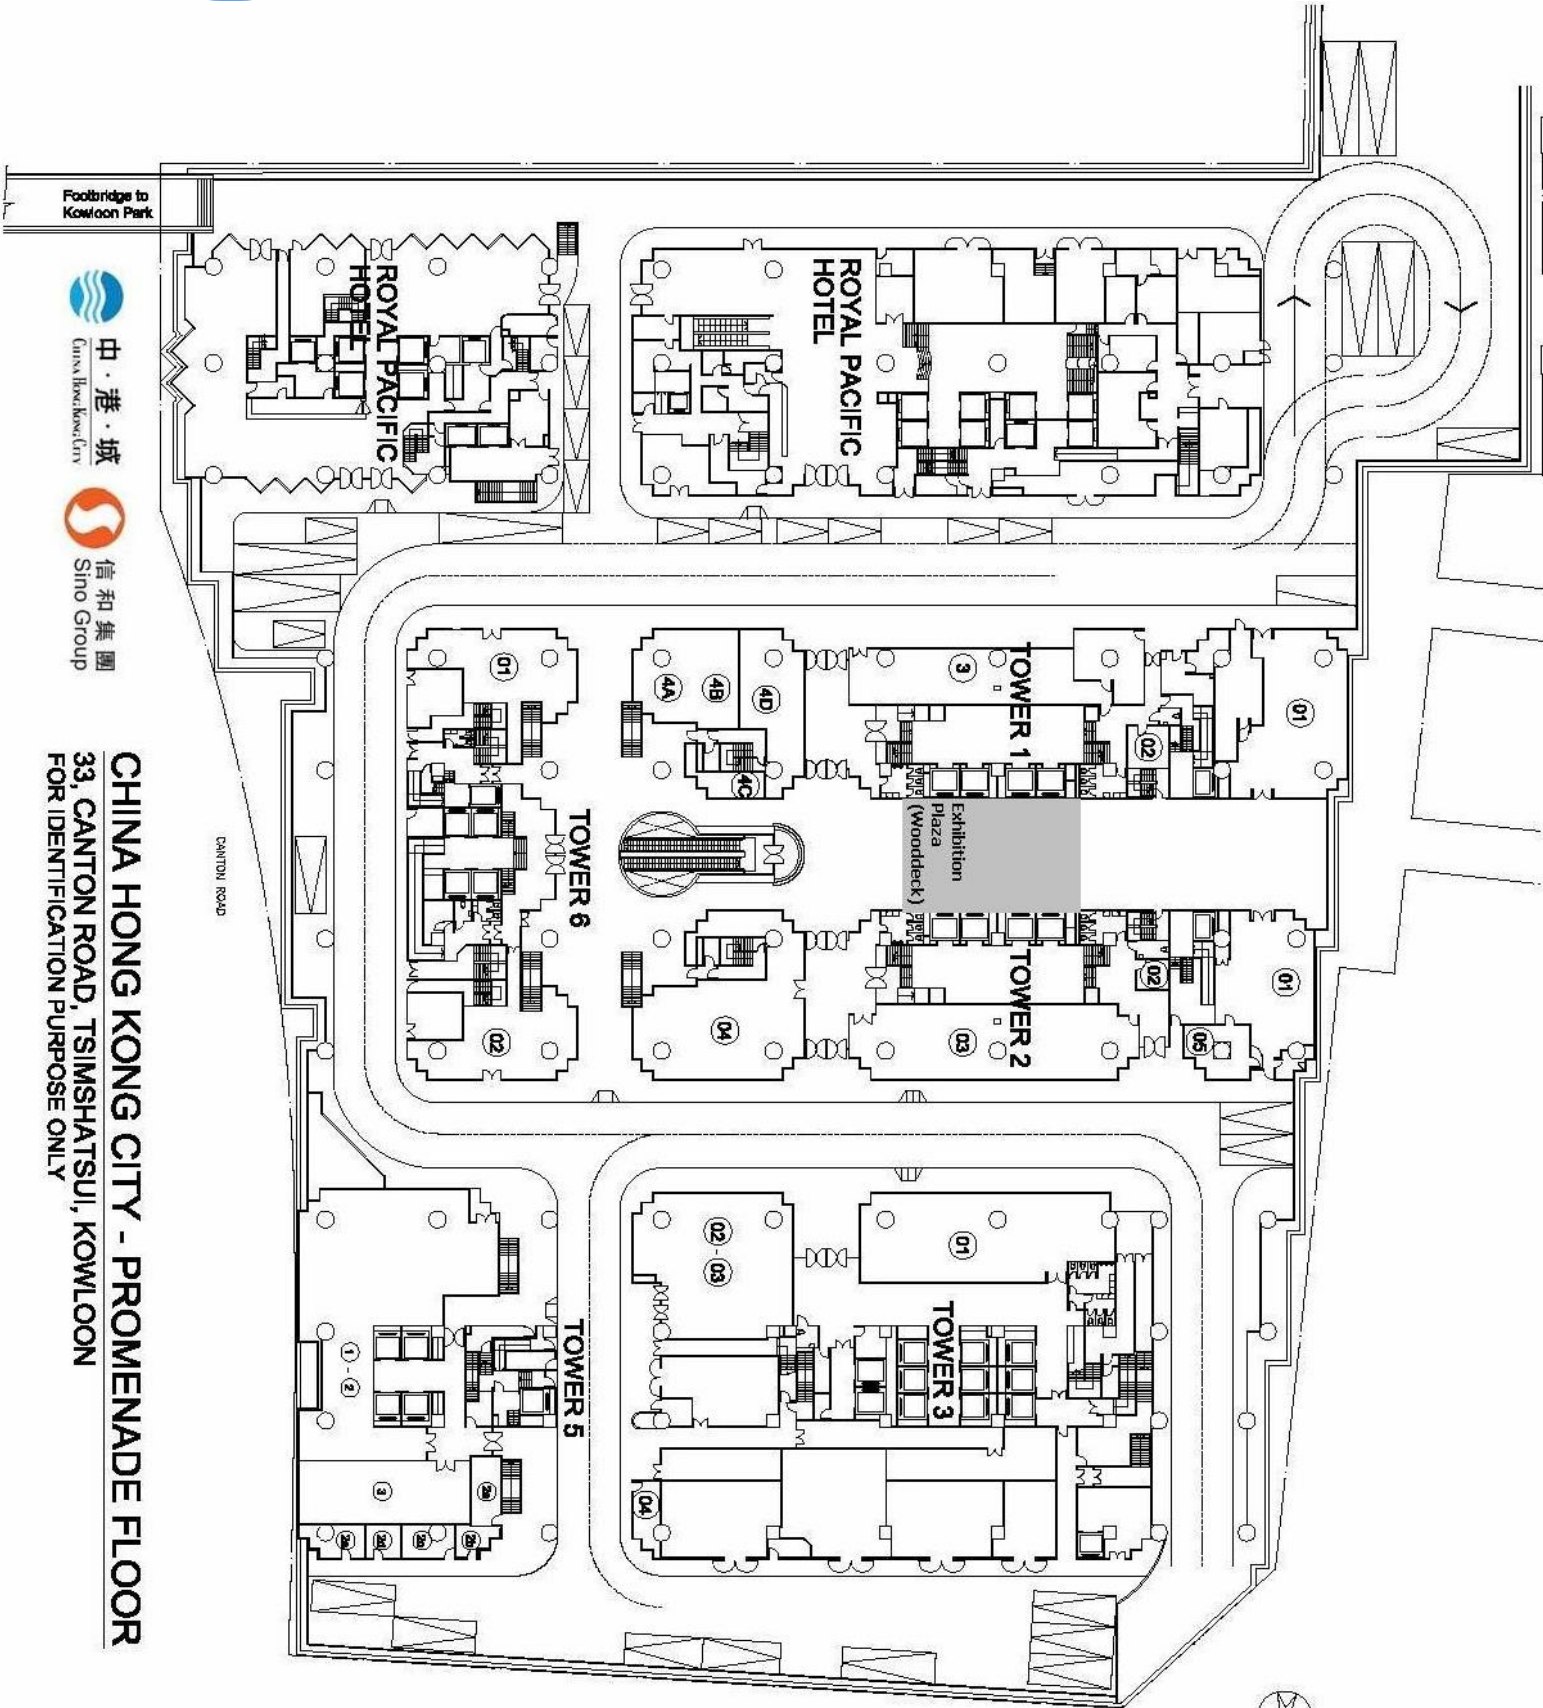 CHINA HONG KONG CITY - PROMENADE FLOOR
33, CANTON ROAD, TSIMSHATSUI, KOWLOON
FOR IDENTIFICATION PURPOSE ONLY
中·港·城
CHINA HONG KONG CITY
信和集團
Sino Group
Footbridge to
Kowloon Park
CANTON ROAD
ROYAL PACIFIC
HOTEL
ROYAL PACIFIC
HOTEL
TOWER 1
01
02
3
4A
4B
4C
4D
Exhibition
Plaza
(Wooddeck)
TOWER 2
01
02
03
04
05
TOWER 6
01
02
TOWER 3
01
02 - 03
04
TOWER 5
1 - 2
3